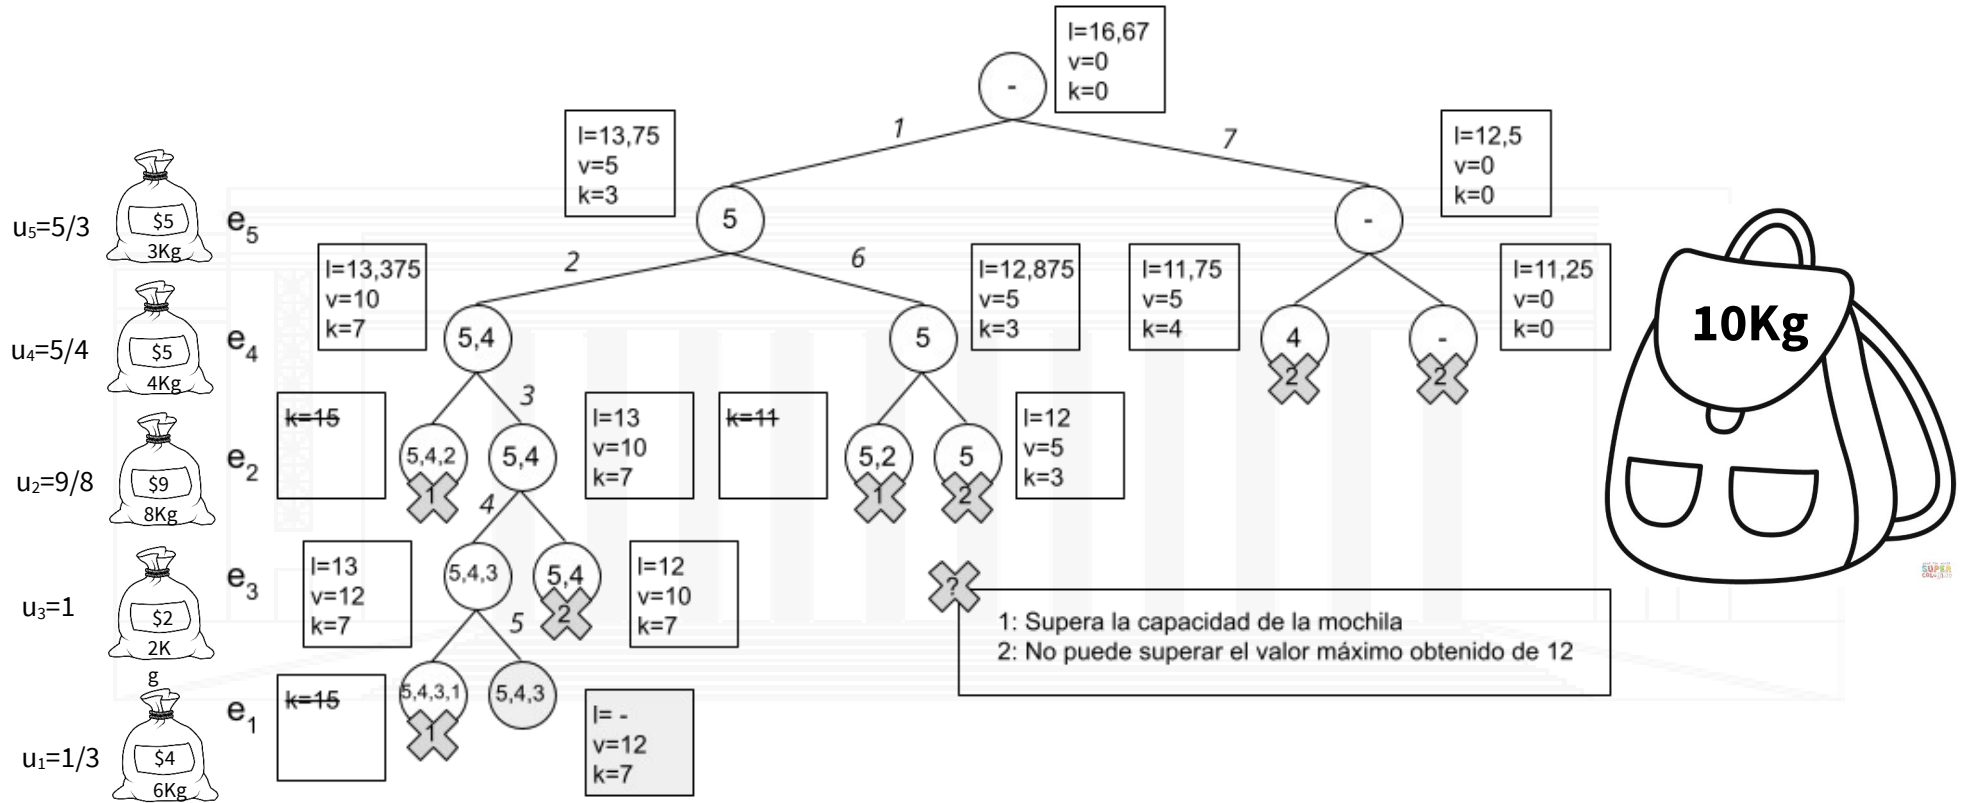 l=16,67
v=0
k=0
-
1
7
l=13,75
v=5
k=3
l=12,5
v=0
k=0
$5
3Kg
u₅=5/3
e₅
5
-
2
6
l=13,375
v=10
k=7
l=12,875
v=5
k=3
l=11,75
v=5
k=4
l=11,25
v=0
k=0
$5
4Kg
u₄=5/4
e₄
5,4
5
4
2
-
2
10Kg
3
k=15
l=13
v=10
k=7
k=11
l=12
v=5
k=3
$9
8Kg
u₂=9/8
e₂
5,4,2
1
5,4
5,2
1
5
2
4
l=13
v=12
k=7
l=12
v=10
k=7
$2
2K
g
u₃=1
e₃
5,4,3
5,4
2
5
?
1: Supera la capacidad de la mochila
2: No puede superar el valor máximo obtenido de 12
k=15
l= -
v=12
k=7
$4
6Kg
u₁=1/3
e₁
5,4,3,1
1
5,4,3
SUPER